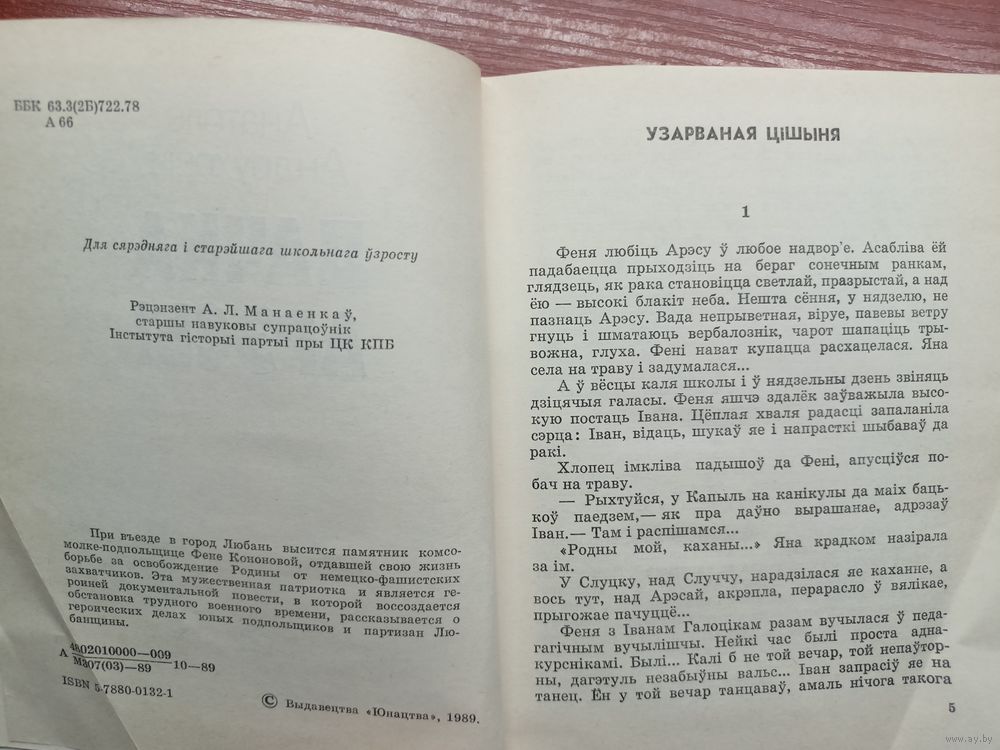 ББК 63.3(2Б)722.78
А 66
Для сярэдняга і старэйшага школьнага ўзросту
Рэцэнзент А. Л. Манаенкаў,
старшы навуковы супрацоўнік
Інстытута гісторыі партыі пры ЦК КПБ
При въезде в город Любань высится памятник комсо-
молке-подпольщице Фене Кононовой, отдавшей свою жизнь
борьбе за освобождение Родины от немецко-фашистских
захватчиков. Эта мужественная патриотка и является ге-
роиней документальной повести, в которой воссоздается
обстановка трудного военного времени, рассказывается о
героических делах юных подпольщиков и партизан Лю-
банщины.
А 4802010000—009
М307(03)—89 10—89
ISBN 5-7880-0132-1
© Выдавецтва «Юнацтва», 1989.
УЗАРВАНАЯ ЦІШЫНЯ
1
Феня любіць Арэсу ў любое надвор'е. Асабліва ёй
падабаецца прыходзіць на бераг сонечным ранкам,
глядзець, як рака становіцца светлай, празрыстай, а над
ёю — высокі блакіт неба. Нешта сёння, у нядзелю, не
пазнаць Арэсу. Вада непрыветная, віруе, павевы ветру
гнуць і шматаюць вербалознік, чарот шапаціць тры-
вожна, глуха. Фені нават купацца расхацелася. Яна
села на траву і задумалася...
А ў вёсцы каля школы і ў нядзельны дзень звіняць
дзіцячыя галасы. Феня яшчэ здалёк заўважыла высо-
кую постаць Івана. Цёплая хваля радасці запаланіла
сэрца: Іван, відаць, шукаў яе і напрасткі шыбаваў да
ракі.
Хлопец імкліва падышоў да Фені, апусціўся по-
бач на траву.
— Рыхтуйся, у Капыль на канікулы да маіх баць-
коў паедзем,— як пра даўно вырашанае, адрэзаў
Іван.— Там і распішамся...
«Родны мой, каханы...» Яна крадком назірала
за ім.
У Слуцку, над Случчу, нарадзілася яе каханне, а
вось тут, над Арэсай, акрэпла, перарасло ў вялікае,
прыгожае пачуццё...
Феня з Іванам Галоцікам разам вучылася ў педа-
гагічным вучылішчы. Нейкі час былі проста адна-
курснікамі. Былі... Калі б не той вечар, той непаўтор-
ны, дагэтуль незабыўны вальс... Іван запрасіў яе на
танец. Ён у той вечар танцаваў, амаль нічога такога
5
www.ay.by